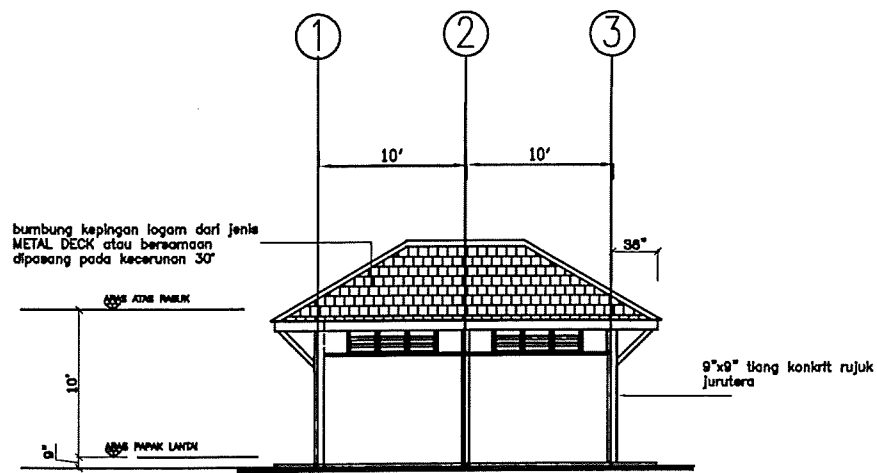 1
2
3
10'
10'
bumbung kepingan logam dari jenis
METAL DECK atau bersamaan
dipasang pada kecerunan 30°
36"
ARAS ATAS RASUK
9"x9" tiang konkrit rujuk
jurutera
10'
ARAS PAPAK LANTAI
9"